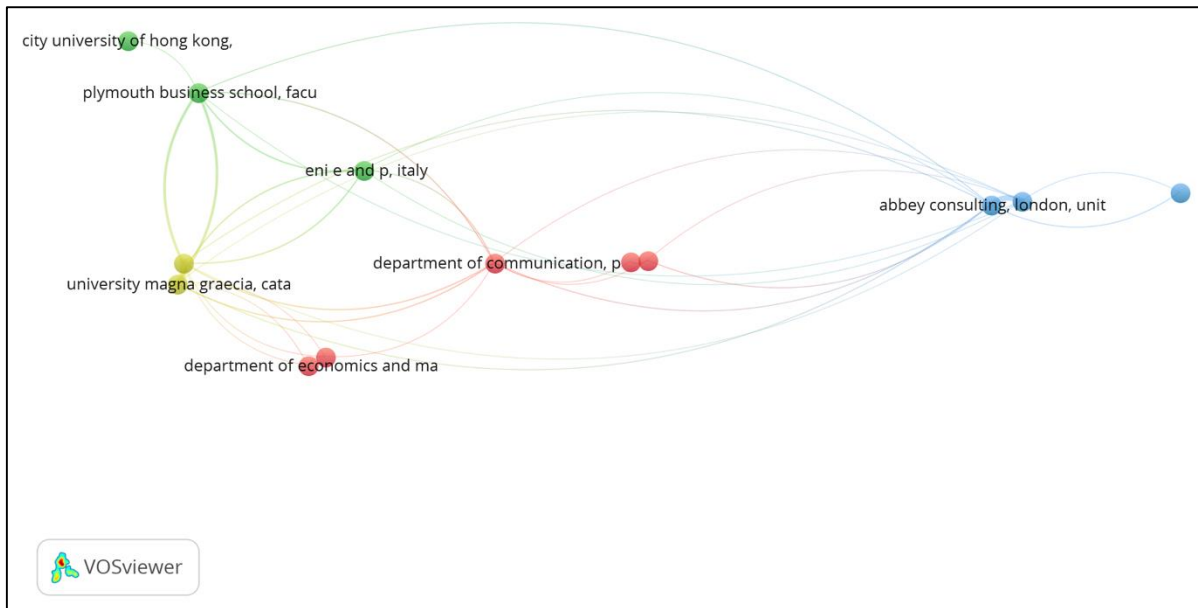 city university of hong kong,
plymouth business school, facu
eni e and p, italy
abbey consulting, london, unit
department of communication, p
university magna graecia, cata
department of economics and ma
VOSviewer